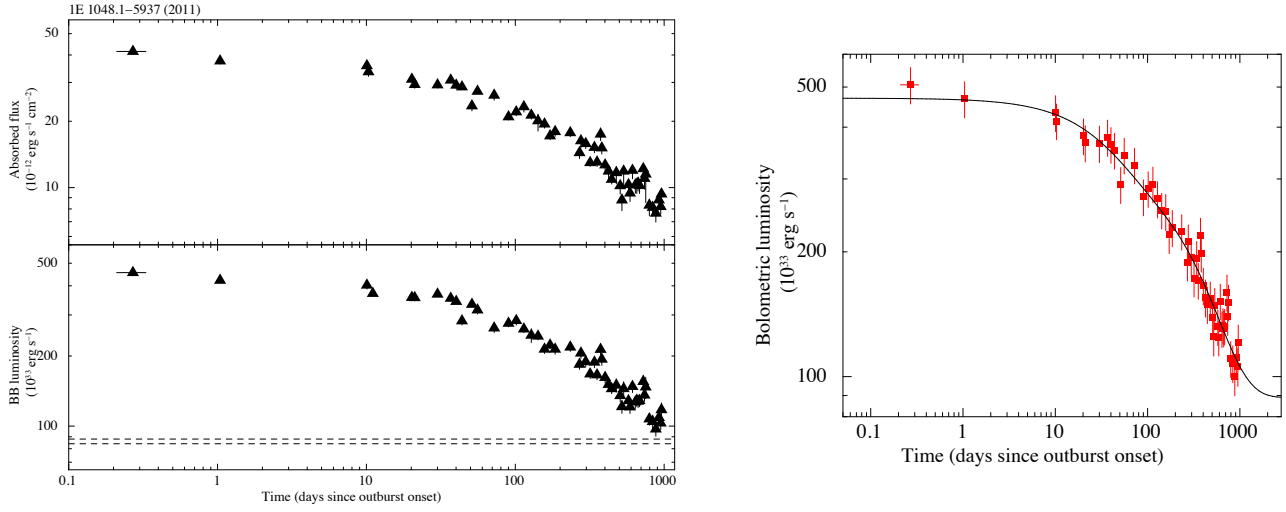 1E 1048.1−5937 (2011)
50
20
10
Absorbed flux
(10⁻¹² erg s⁻¹ cm⁻²)
500
200
100
BB luminosity
(10³³ erg s⁻¹)
0.1 1 10 100 1000
Time (days since outburst onset)
500
200
100
Bolometric luminosity
(10³³ erg s⁻¹)
0.1 1 10 100 1000
Time (days since outburst onset)